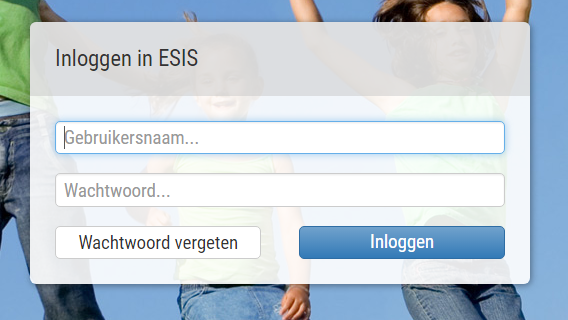 Inloggen in ESIS
Gebruikersnaam...
Wachtwoord...
Wachtwoord vergeten
Inloggen